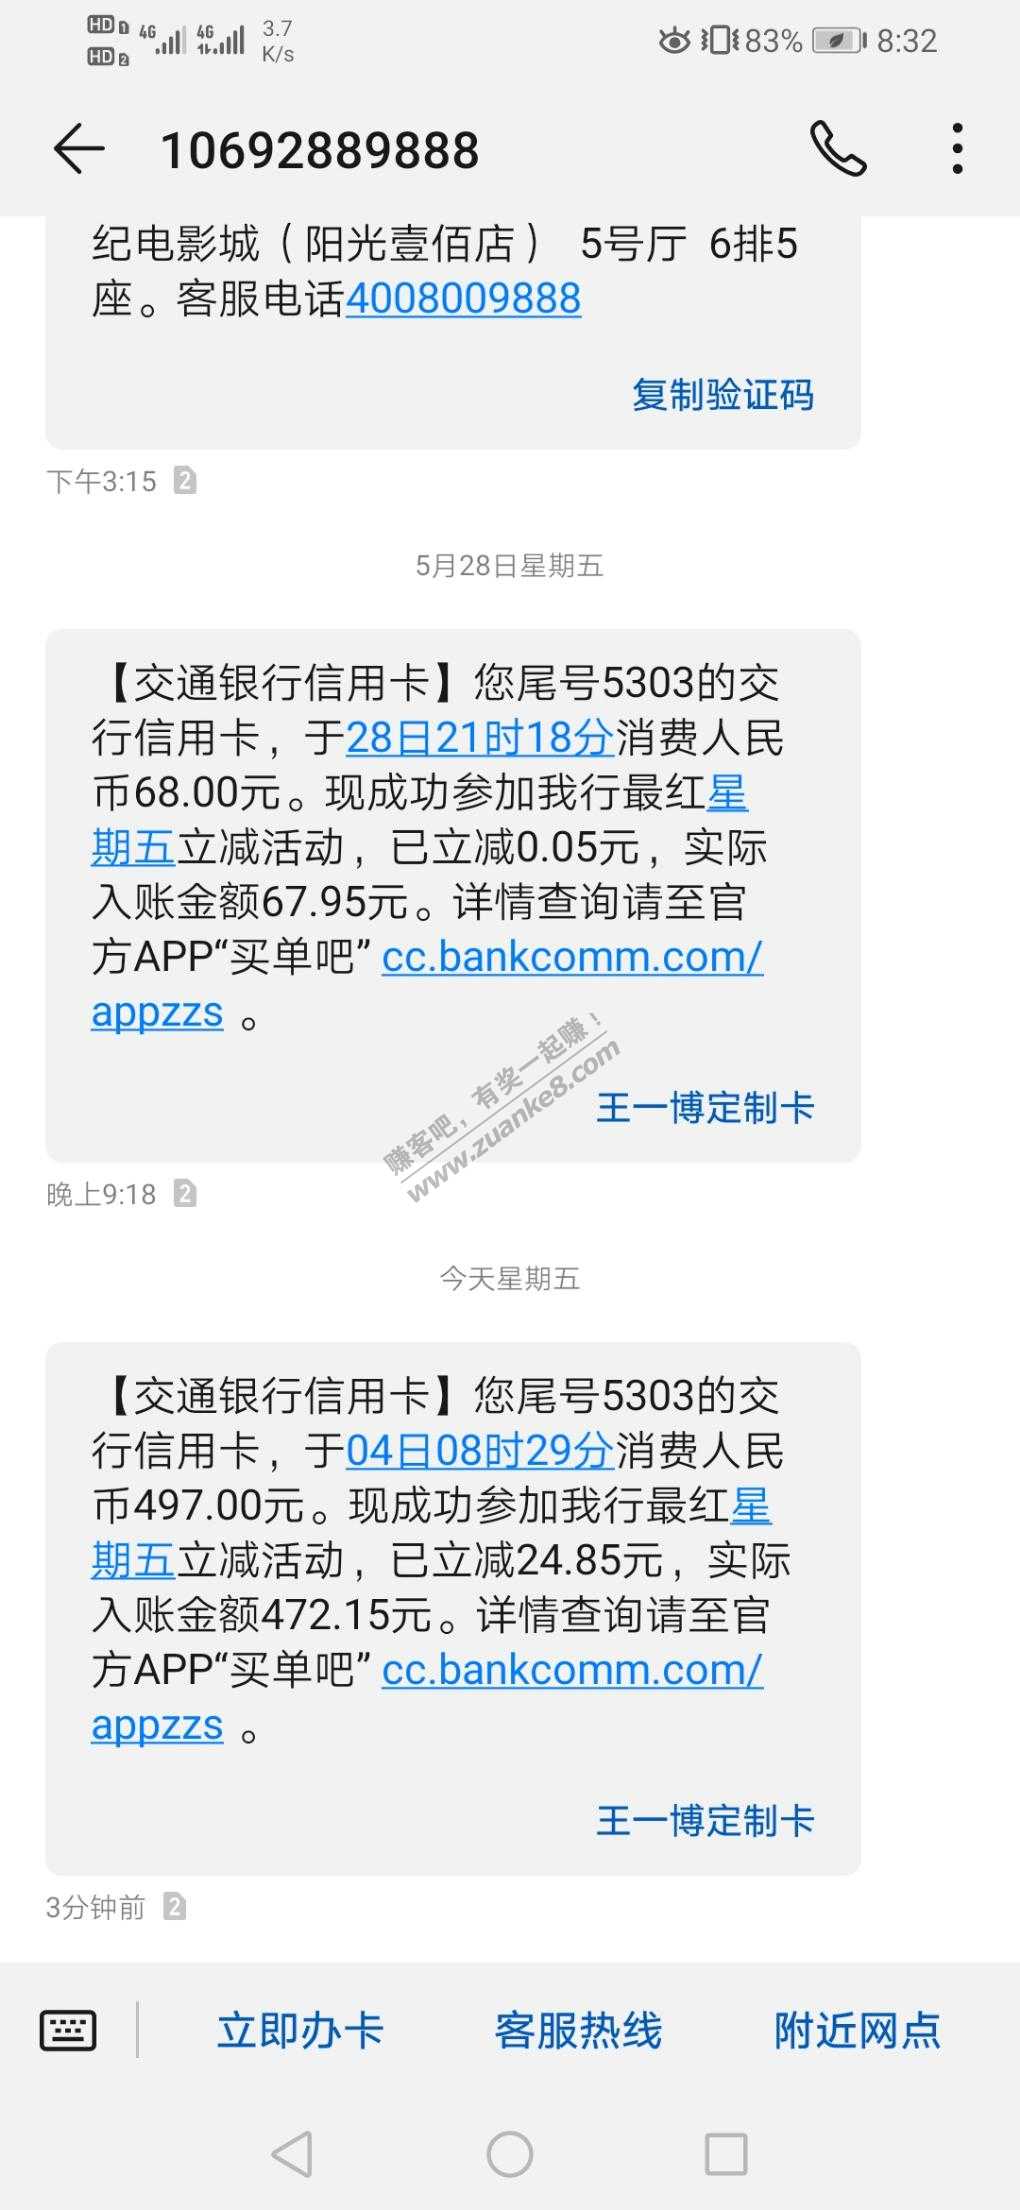 HD 1 4G 4G 3.7
HD 2 K/s
83% 8:32
10692889888
纪电影城（阳光壹佰店） 5号厅 6排5
座。客服电话4008009888
复制验证码
下午3:15 2
5月28日星期五
【交通银行信用卡】您尾号5303的交
行信用卡，于28日21时18分消费人民
币68.00元。现成功参加我行最红星
期五立减活动，已立减0.05元，实际
入账金额67.95元。详情查询请至官
方APP“买单吧” cc.bankcomm.com/
appzzs 。
王一博定制卡
赚客吧，有奖一起赚！
www.zuanke8.com
晚上9:18 2
今天星期五
【交通银行信用卡】您尾号5303的交
行信用卡，于04日08时29分消费人民
币497.00元。现成功参加我行最红星
期五立减活动，已立减24.85元，实际
入账金额472.15元。详情查询请至官
方APP“买单吧” cc.bankcomm.com/
appzzs 。
王一博定制卡
3分钟前 2
立即办卡 客服热线 附近网点